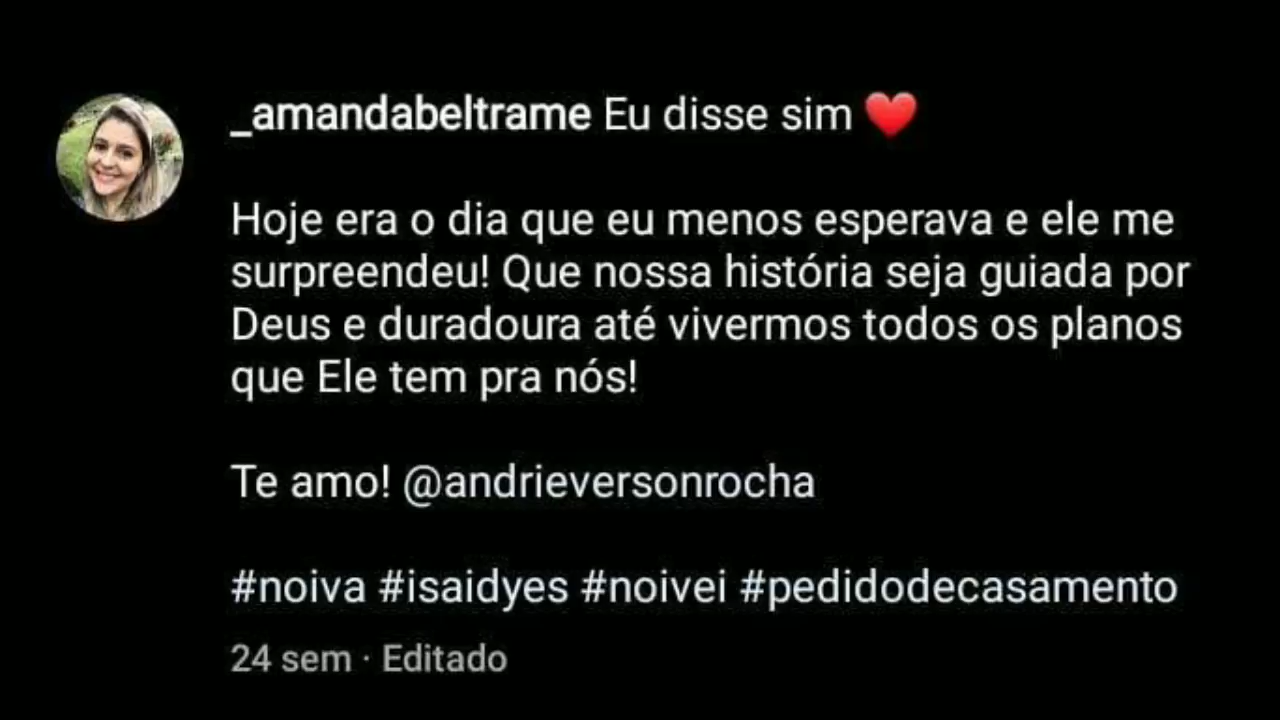 _amandabeltrame Eu disse sim ❤️
Hoje era o dia que eu menos esperava e ele me
surpreendeu! Que nossa história seja guiada por
Deus e duradoura até vivermos todos os planos
que Ele tem pra nós!
Te amo! @andrieversonrocha
#noiva #isaidyes #noivei #pedidodecasamento
24 sem · Editado